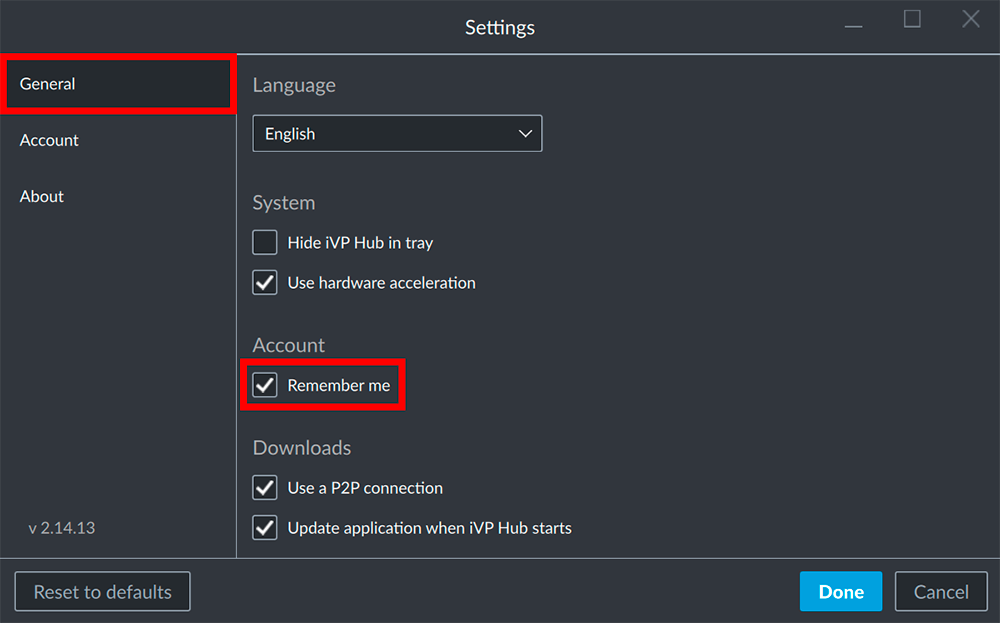 Settings
General
Account
About
v 2.14.13
Language
English
System
Hide iVP Hub in tray
Use hardware acceleration
Account
Remember me
Downloads
Use a P2P connection
Update application when iVP Hub starts
Reset to defaults
Done
Cancel